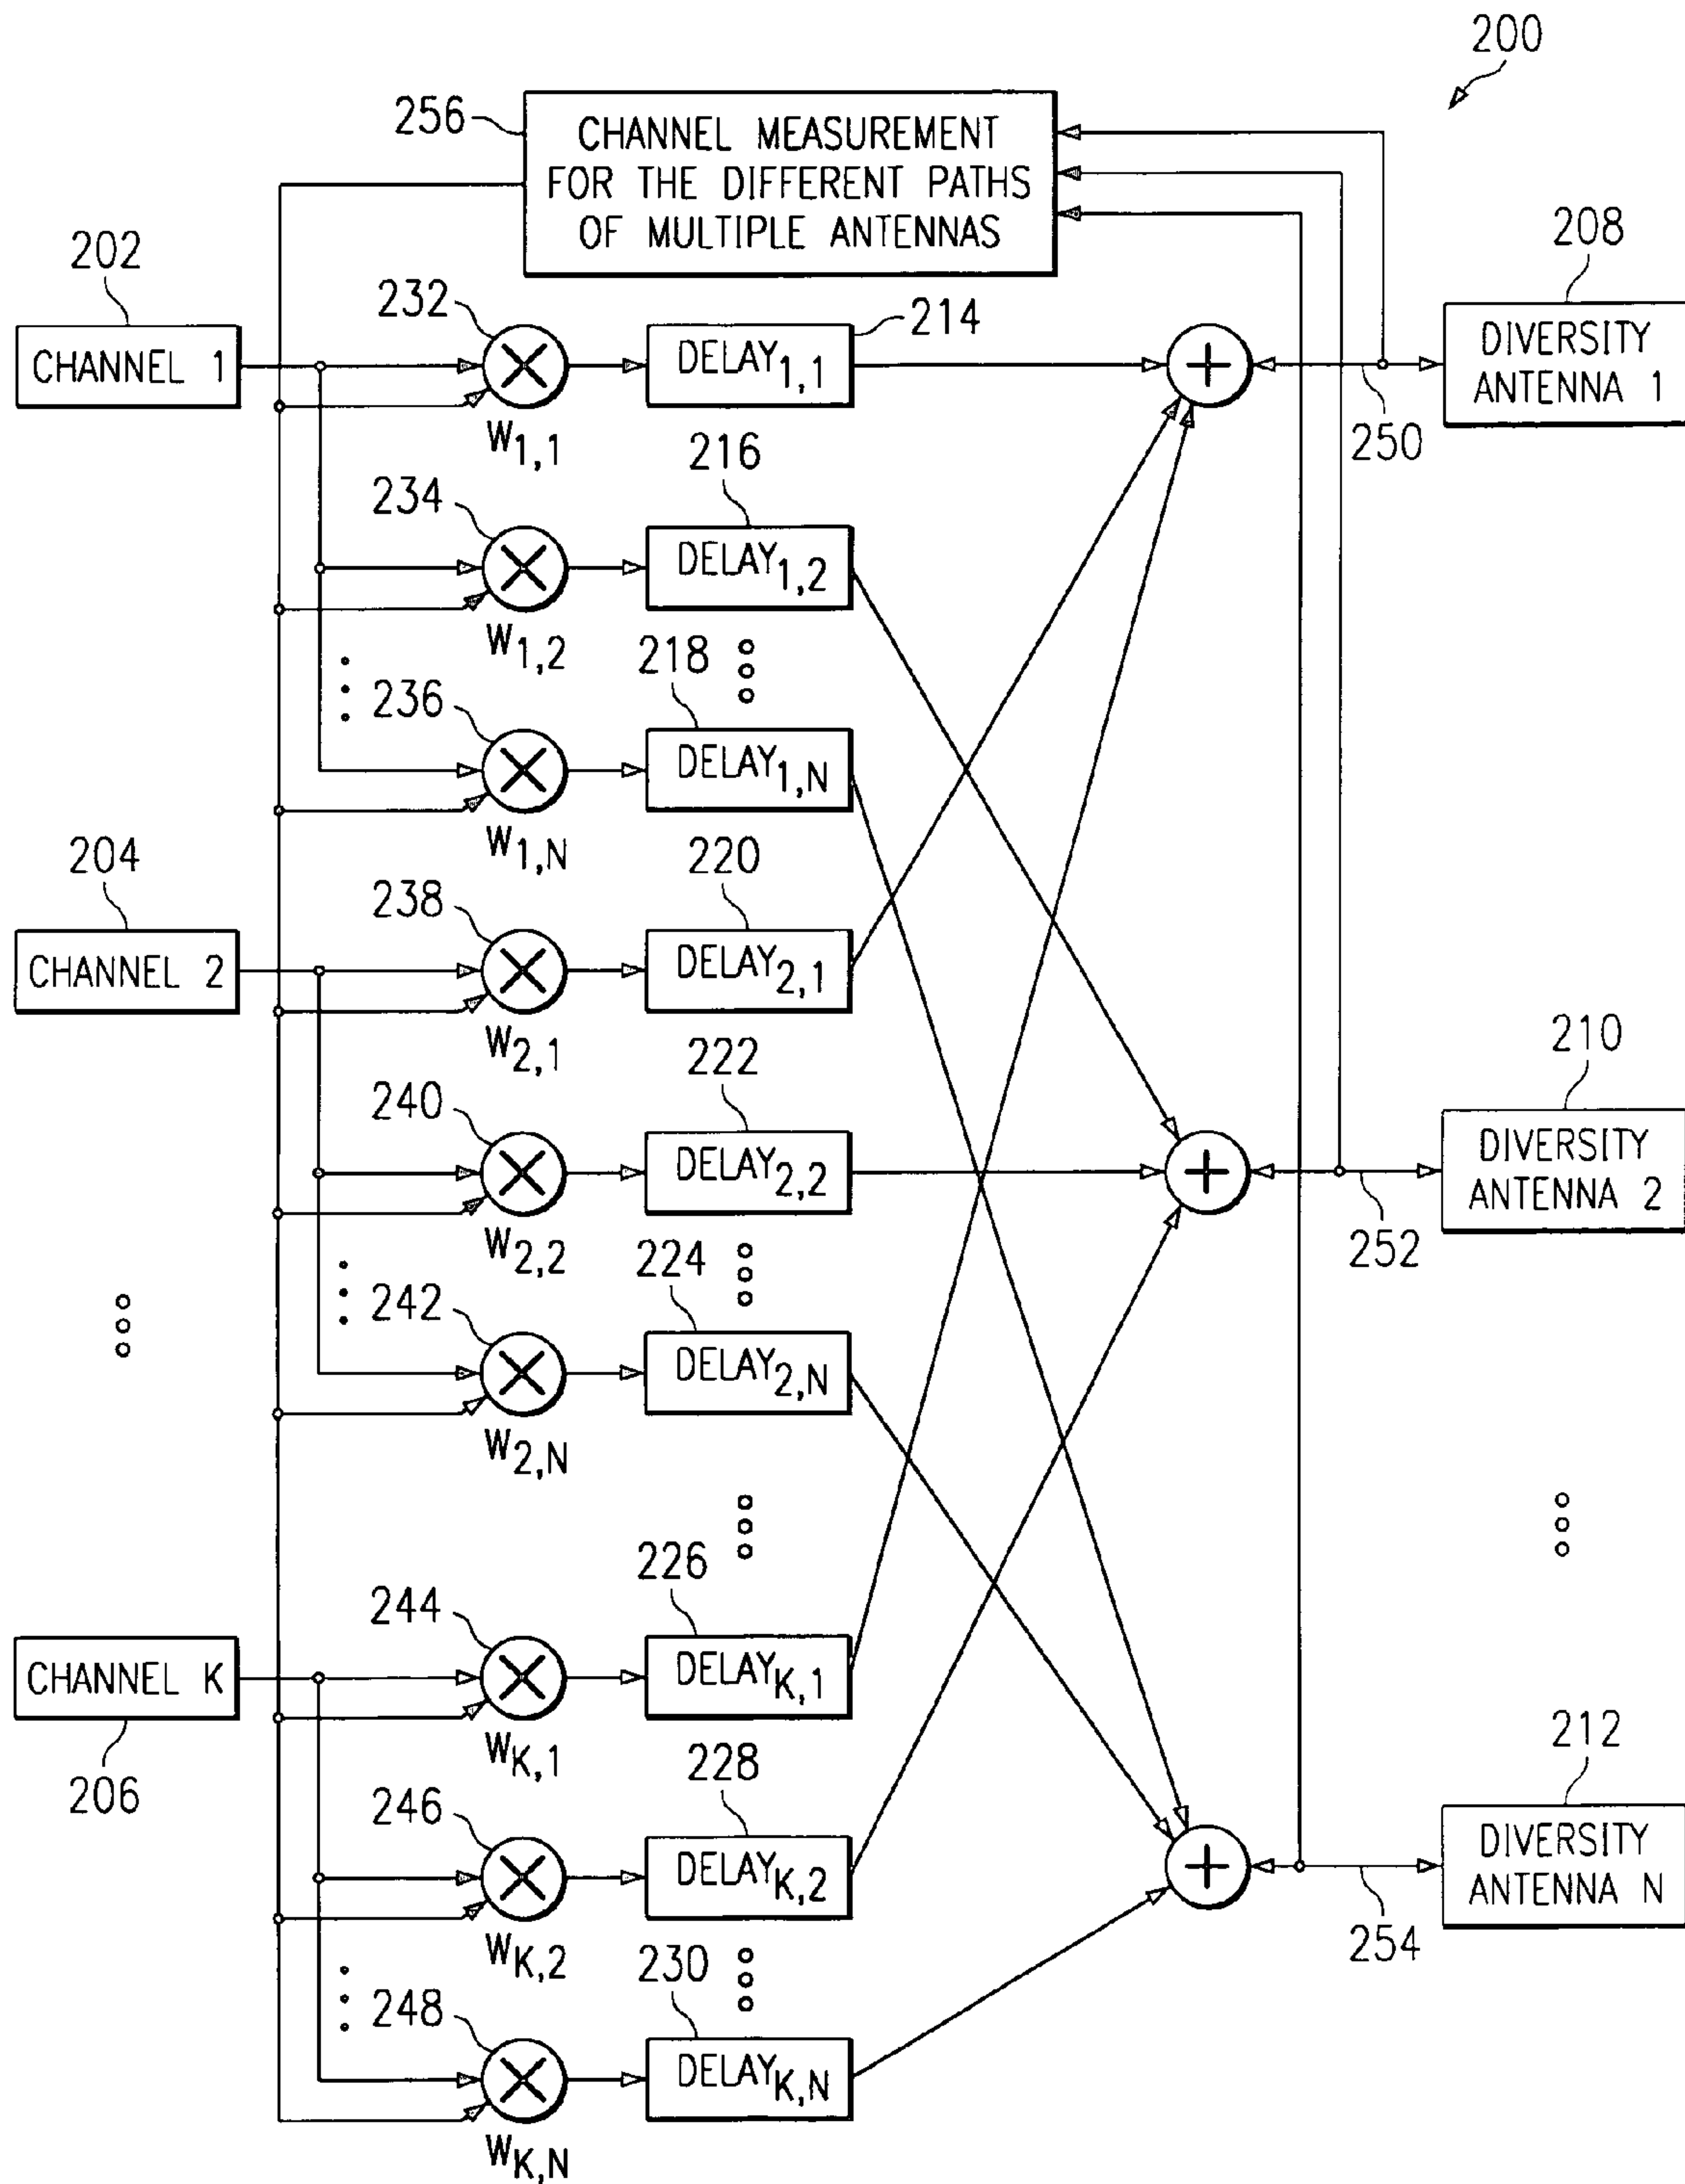 200
256
CHANNEL MEASUREMENT
FOR THE DIFFERENT PATHS
OF MULTIPLE ANTENNAS
202
CHANNEL 1
232
W1,1
214
DELAY1,1
208
DIVERSITY
ANTENNA 1
250
234
W1,2
216
DELAY1,2
236
W1,N
218
DELAY1,N
204
CHANNEL 2
238
W2,1
220
DELAY2,1
240
W2,2
222
DELAY2,2
210
DIVERSITY
ANTENNA 2
252
242
W2,N
224
DELAY2,N
CHANNEL K
206
244
WK,1
226
DELAYK,1
246
WK,2
228
DELAYK,2
212
DIVERSITY
ANTENNA N
254
248
WK,N
230
DELAYK,N